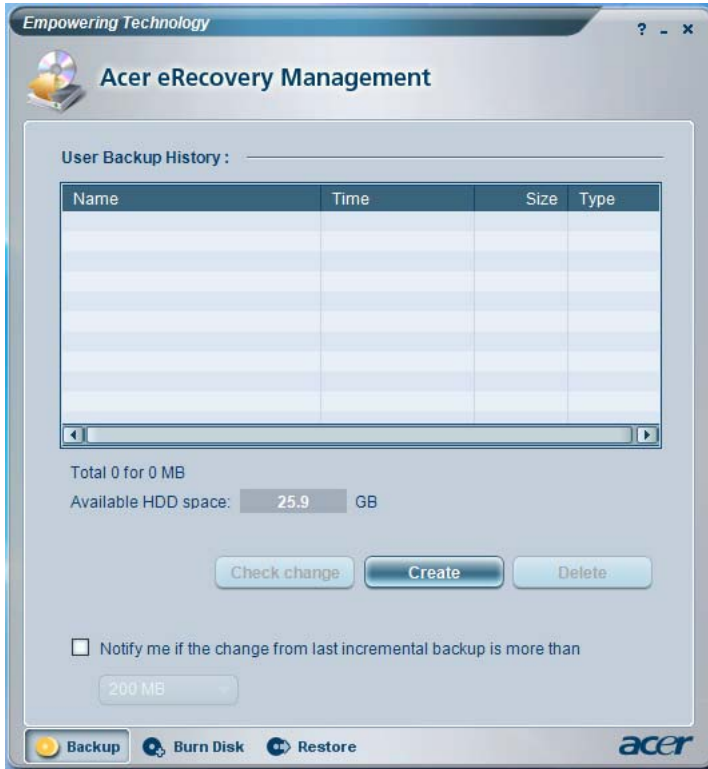 Empowering Technology
? - ×
Acer eRecovery Management
User Backup History :
Name Time Size Type
Total 0 for 0 MB
Available HDD space: 25.9 GB
Check change Create Delete
Notify me if the change from last incremental backup is more than
200 MB
Backup Burn Disk Restore acer